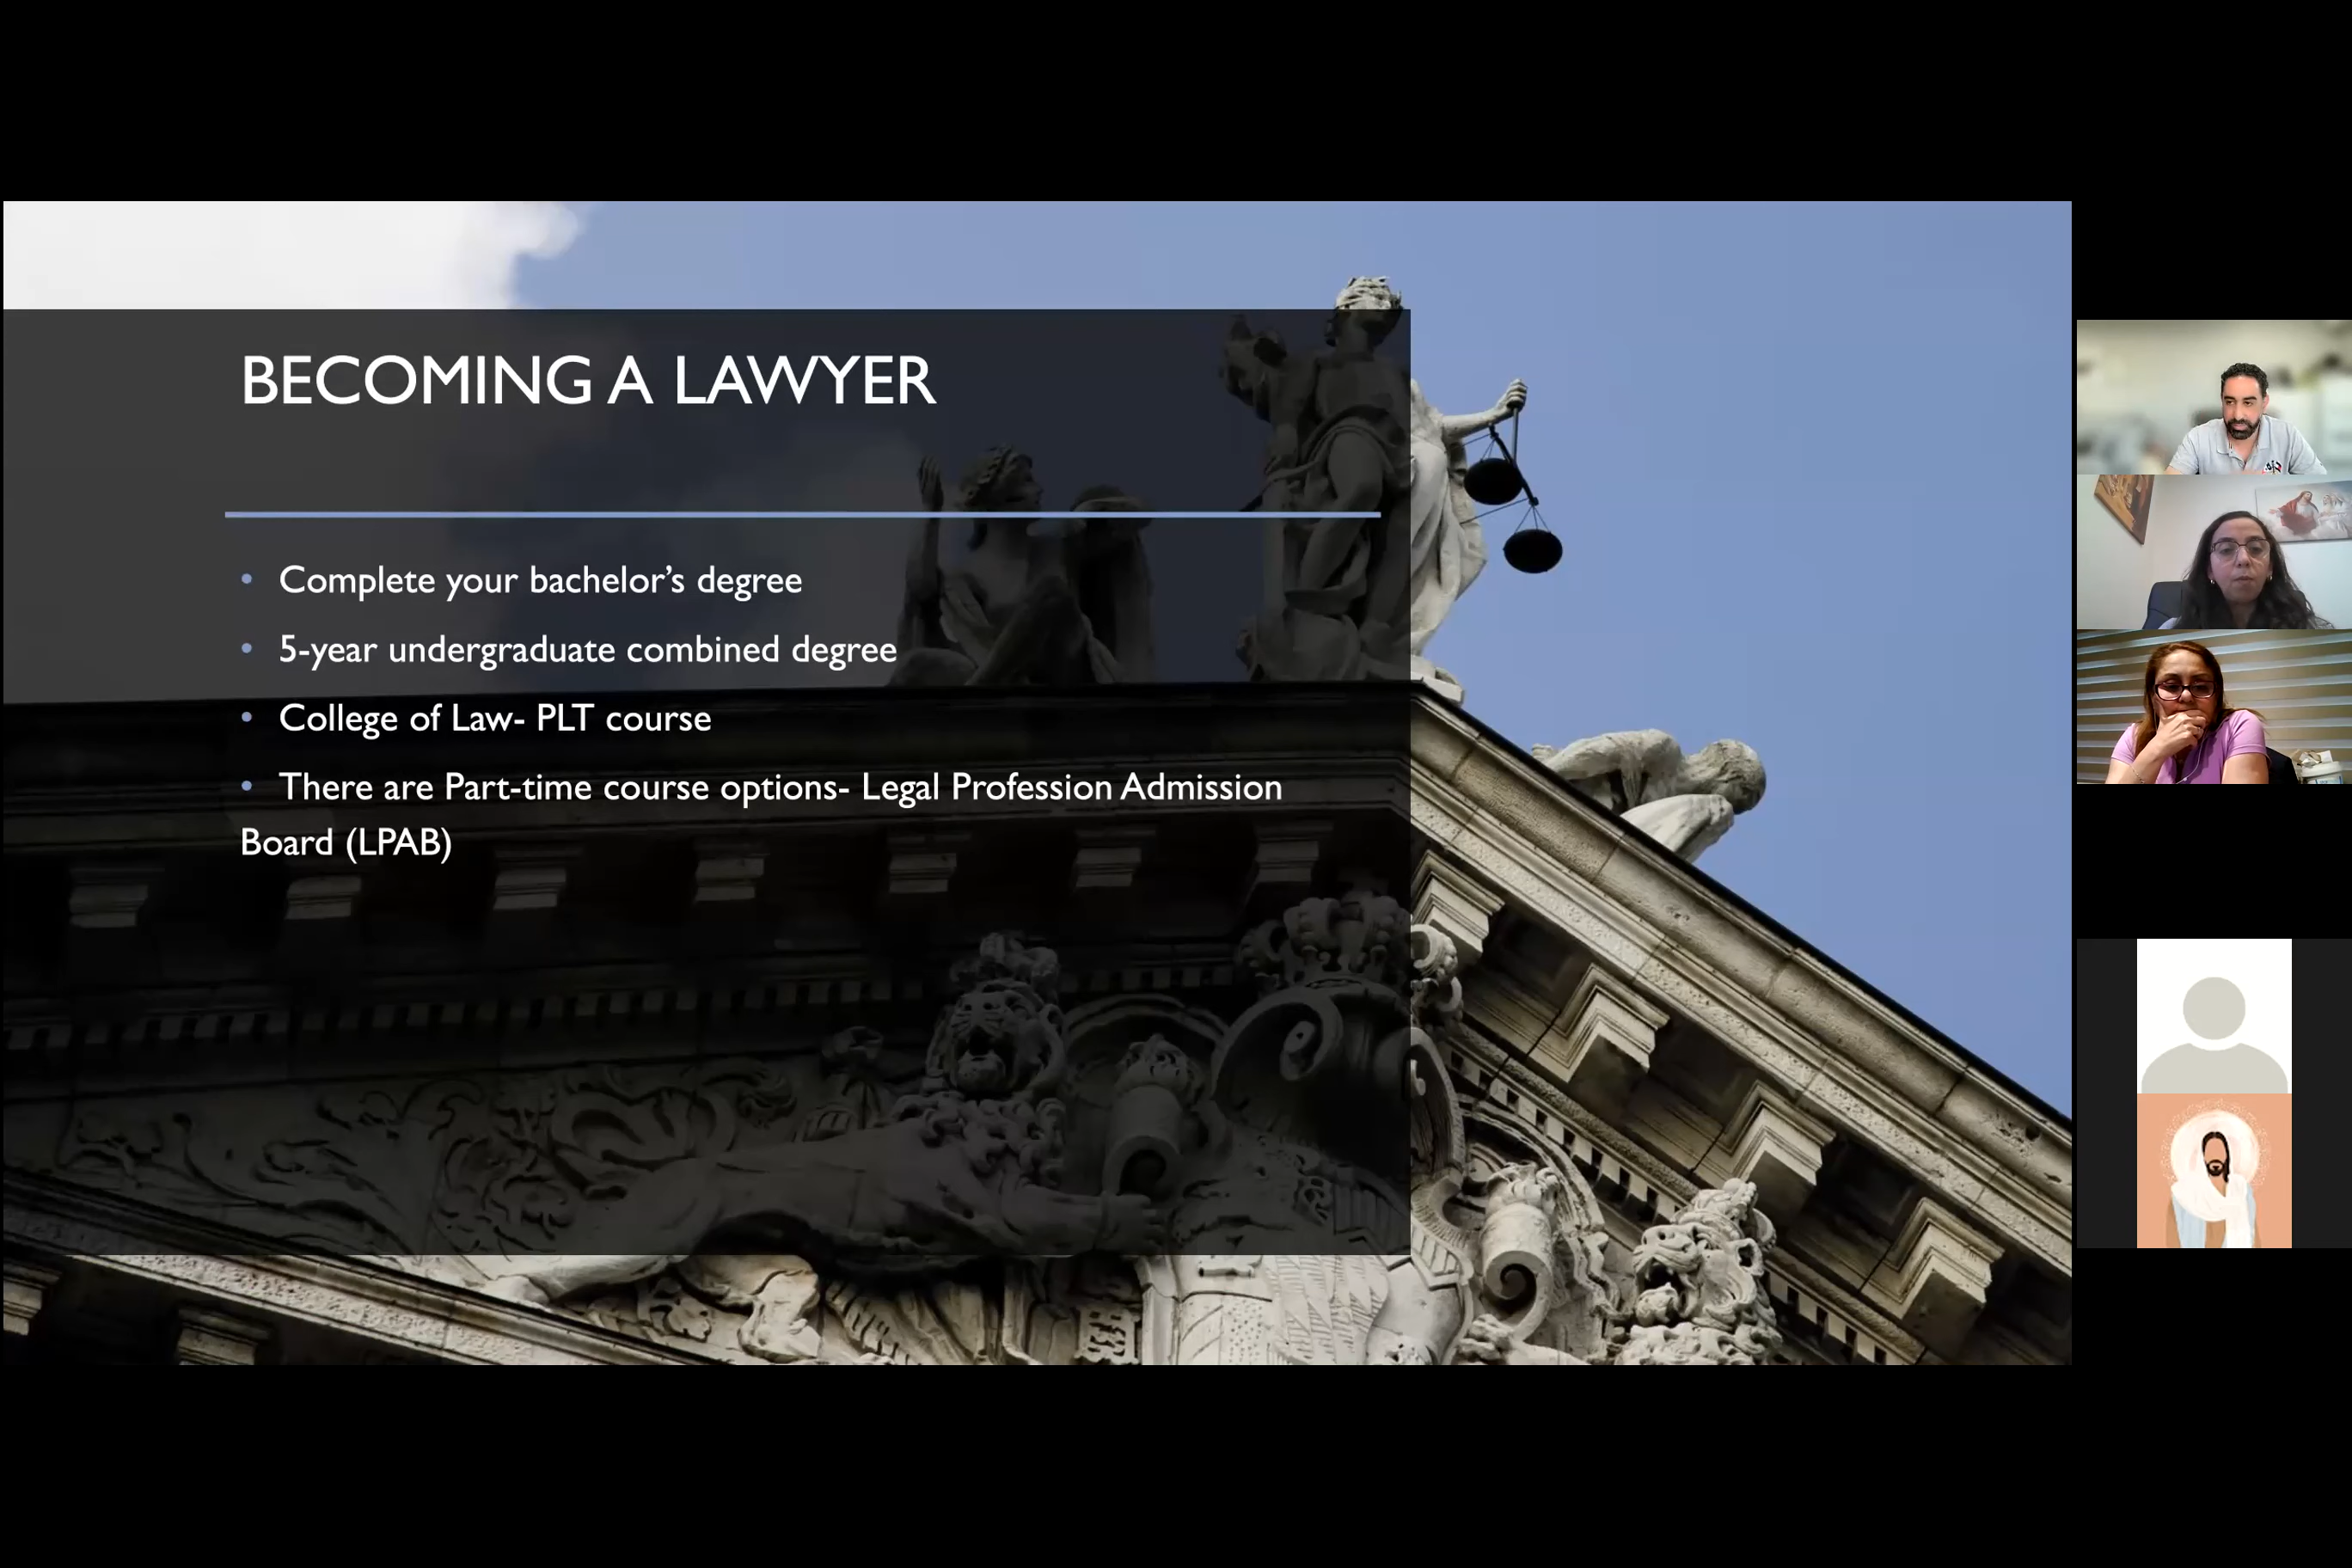 BECOMING A LAWYER
• Complete your bachelor’s degree
• 5-year undergraduate combined degree
• College of Law- PLT course
• There are Part-time course options- Legal Profession Admission
Board (LPAB)